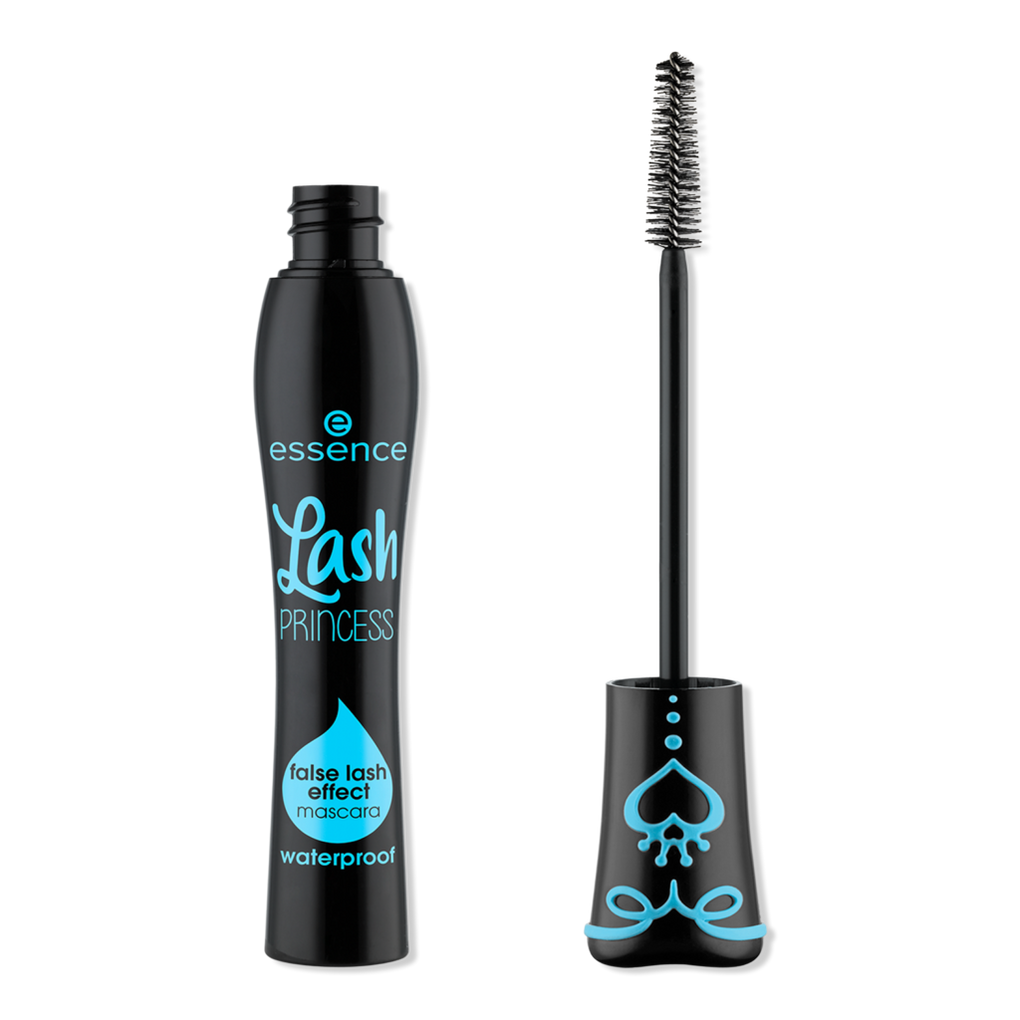 e
essence
Lash
PRINCESS
false lash
effect
mascara
waterproof